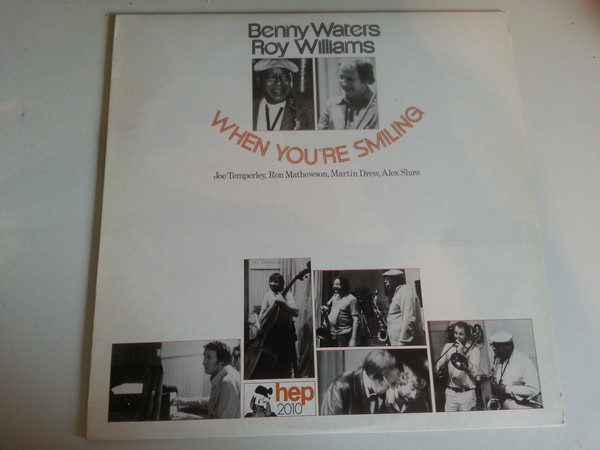 Benny Waters
Roy Williams
WHEN YOU'RE SMILING
Joe Temperley, Ron Mathewson, Martin Drew, Alex Shaw
hep
2010